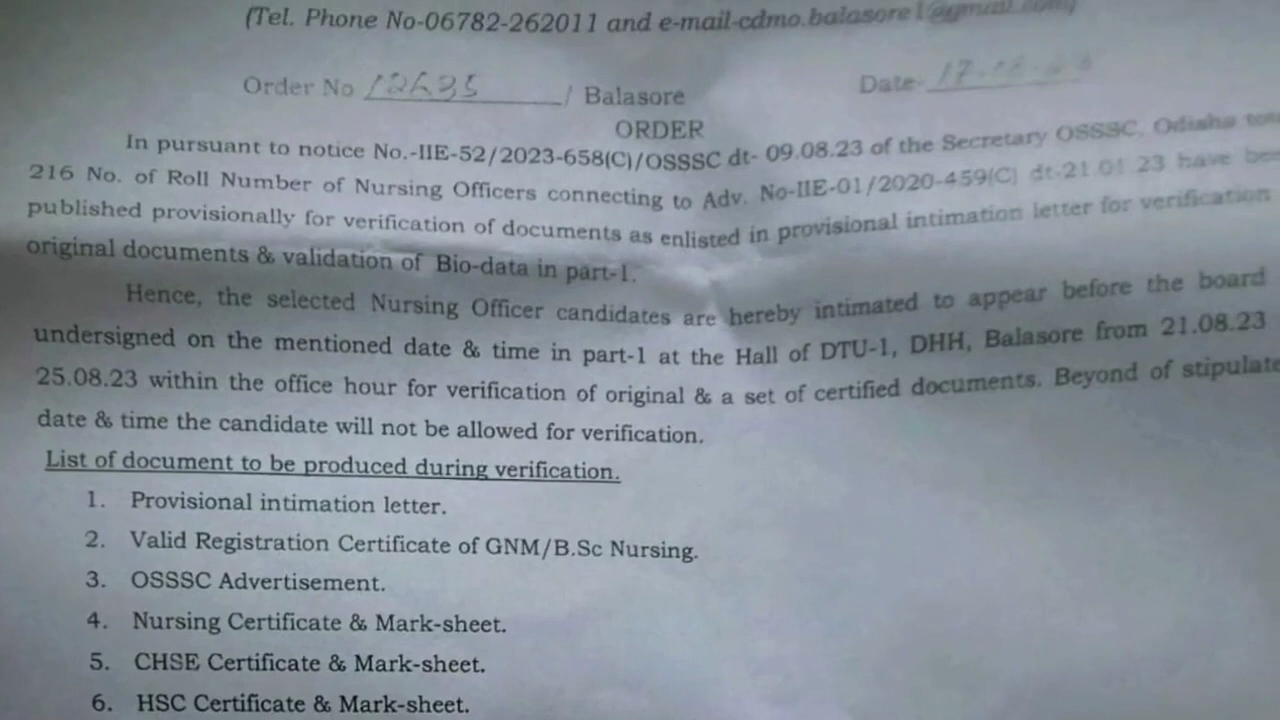 (Tel. Phone No-06782-262011 and e-mail-cdmo.balasore1@gmail.com)
Order No 12435 / Balasore
Date-
ORDER
In pursuant to notice No.-IIE-52/2023-658(C)/OSSSC dt- 09.08.23 of the Secretary OSSSC, Odisha
216 No. of Roll Number of Nursing Officers connecting to Adv. No-IIE-01/2020-459(C) dt-21.01.23 have
published provisionally for verification of documents as enlisted in provisional intimation letter for verification
original documents & validation of Bio-data in part-1.
Hence, the selected Nursing Officer candidates are hereby intimated to appear before the board
undersigned on the mentioned date & time in part-1 at the Hall of DTU-1, DHH, Balasore from 21.08.23
25.08.23 within the office hour for verification of original & a set of certified documents. Beyond of stipulate
date & time the candidate will not be allowed for verification.
List of document to be produced during verification.
1. Provisional intimation letter.
2. Valid Registration Certificate of GNM/B.Sc Nursing.
3. OSSSC Advertisement.
4. Nursing Certificate & Mark-sheet.
5. CHSE Certificate & Mark-sheet.
6. HSC Certificate & Mark-sheet.